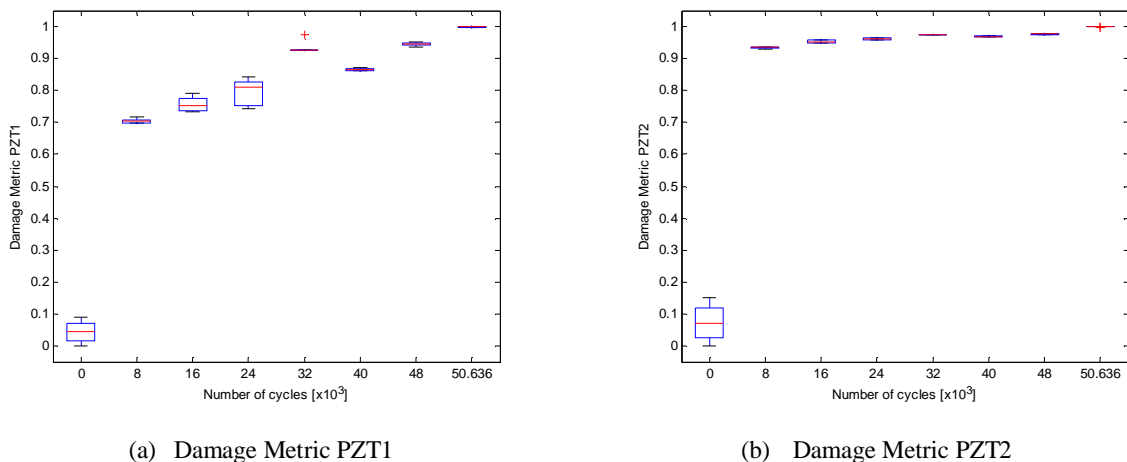 1
0.9
0.8
0.7
0.6
0.5
0.4
0.3
0.2
0.1
0
Damage Metric PZT1
0 8 16 24 32 40 48 50.636
Number of cycles [x10³]
(a) Damage Metric PZT1
1
0.9
0.8
0.7
0.6
0.5
0.4
0.3
0.2
0.1
0
Damage Metric PZT2
0 8 16 24 32 40 48 50.636
Number of cycles [x10³]
(b) Damage Metric PZT2